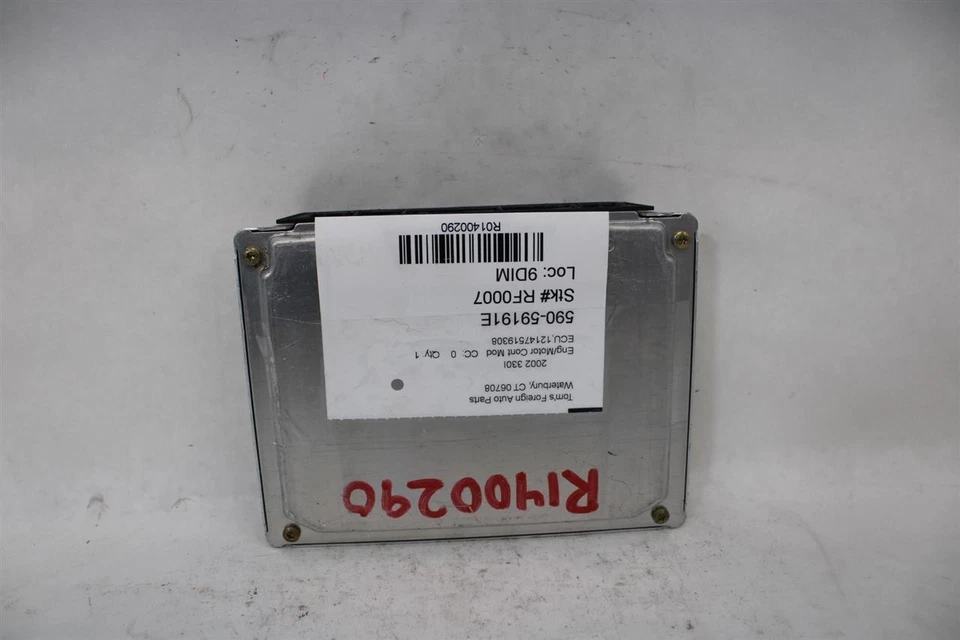 Tom's Foreign Auto Parts
Waterbury, CT 06708
2002 330I
Eng/Motor Cont Mod CC: 0 Qty: 1
ECU,12147519308
590-59191E
Stk# RF0007
Loc: 9DIM
R01400290
R1400290